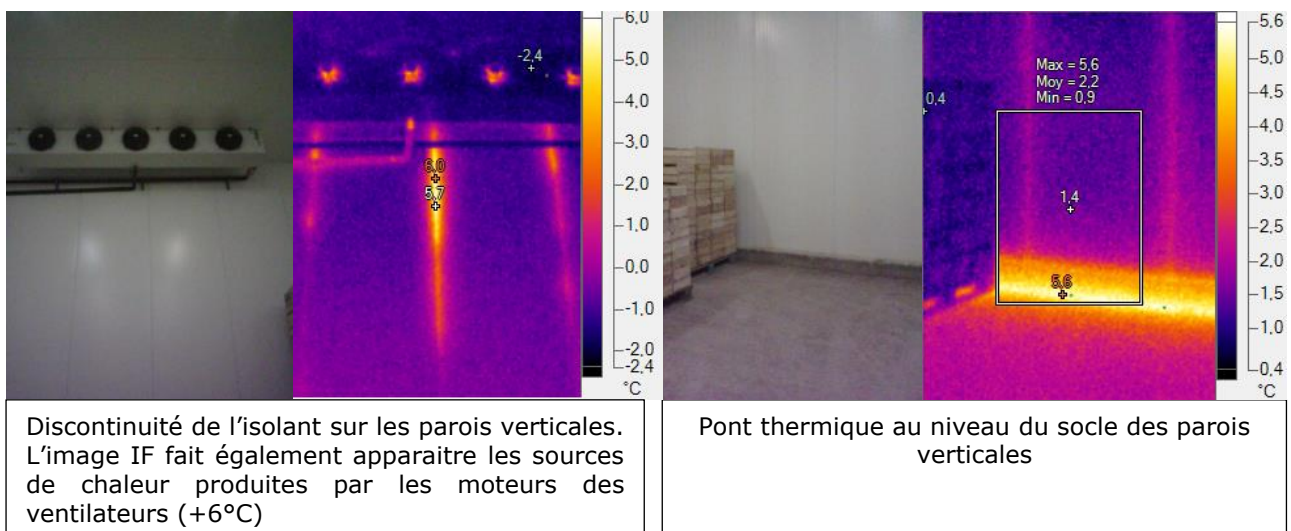 -2,4
6,0
5,7
6,0
5,0
4,0
3,0
2,0
1,0
0,0
-1,0
-2,0
-2,4
°C
Max = 5,6
Moy = 2,2
Min = 0,9
0,4
1,4
5,6
5,6
5,0
4,5
4,0
3,5
3,0
2,5
2,0
1,5
1,0
0,4
°C
Discontinuité de l’isolant sur les parois verticales.
L’image IF fait également apparaitre les sources
de chaleur produites par les moteurs des
ventilateurs (+6°C)
Pont thermique au niveau du socle des parois
verticales